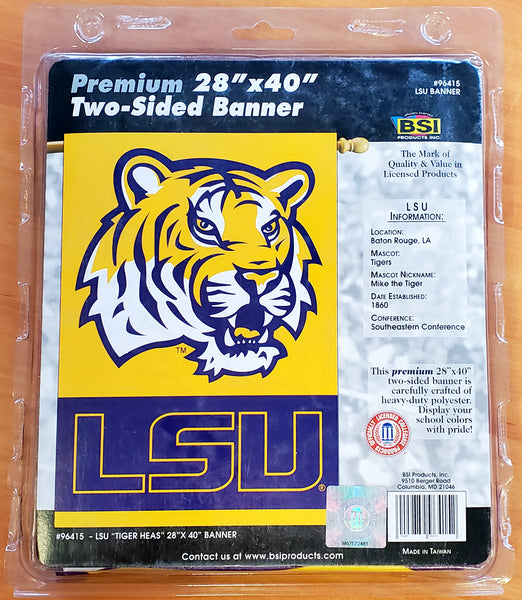 Premium 28"x40"
Two-Sided Banner
#96415
LSU BANNER
BSI
PRODUCTS, INC.
The Mark of
Quality & Value in
Licensed Products
LSU
INFORMATION:
LOCATION:
Baton Rouge, LA
MASCOT:
Tigers
MASCOT NICKNAME:
Mike the Tiger
DATE ESTABLISHED:
1860
CONFERENCE:
Southeastern Conference
TM
LSU
®
This premium 28"x40"
two-sided banner is
carefully crafted of
heavy-duty polyester.
Display your
school colors
with pride!
OFFICIALLY LICENSED COLLEGIATE PRODUCTS
BSI Products, Inc.
9510 Berger Road
Columbia, MD 21046
#96415 - LSU "TIGER HEAS" 28"X 40" BANNER
Contact us at www.bsiproducts.com
MADE IN TAIWAN